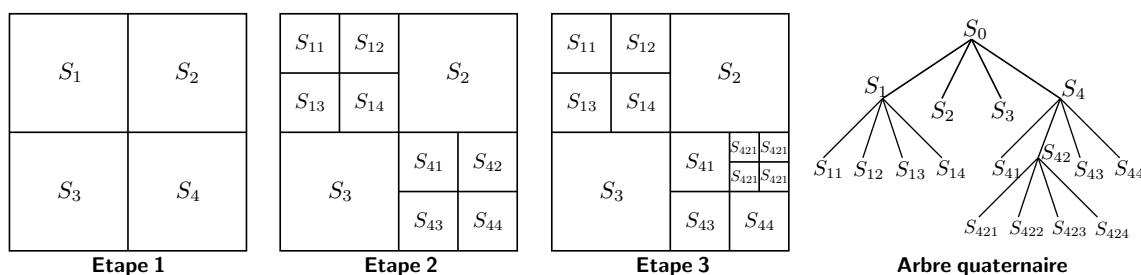 S₁ S₂
S₃ S₄
Etape 1
S₁₁ S₁₂
S₂
S₁₃ S₁₄
S₄₁ S₄₂
S₃
S₄₃ S₄₄
Etape 2
S₁₁ S₁₂
S₂
S₁₃ S₁₄
S₄₂₁ S₄₂₁
S₄₁
S₄₂₁ S₄₂₁
S₃
S₄₃ S₄₄
Etape 3
S₀
S₁ S₂ S₃ S₄
S₁₁ S₁₂ S₁₃ S₁₄ S₄₁ S₄₂ S₄₃ S₄₄
S₄₂₁ S₄₂₂ S₄₂₃ S₄₂₄
Arbre quaternaire